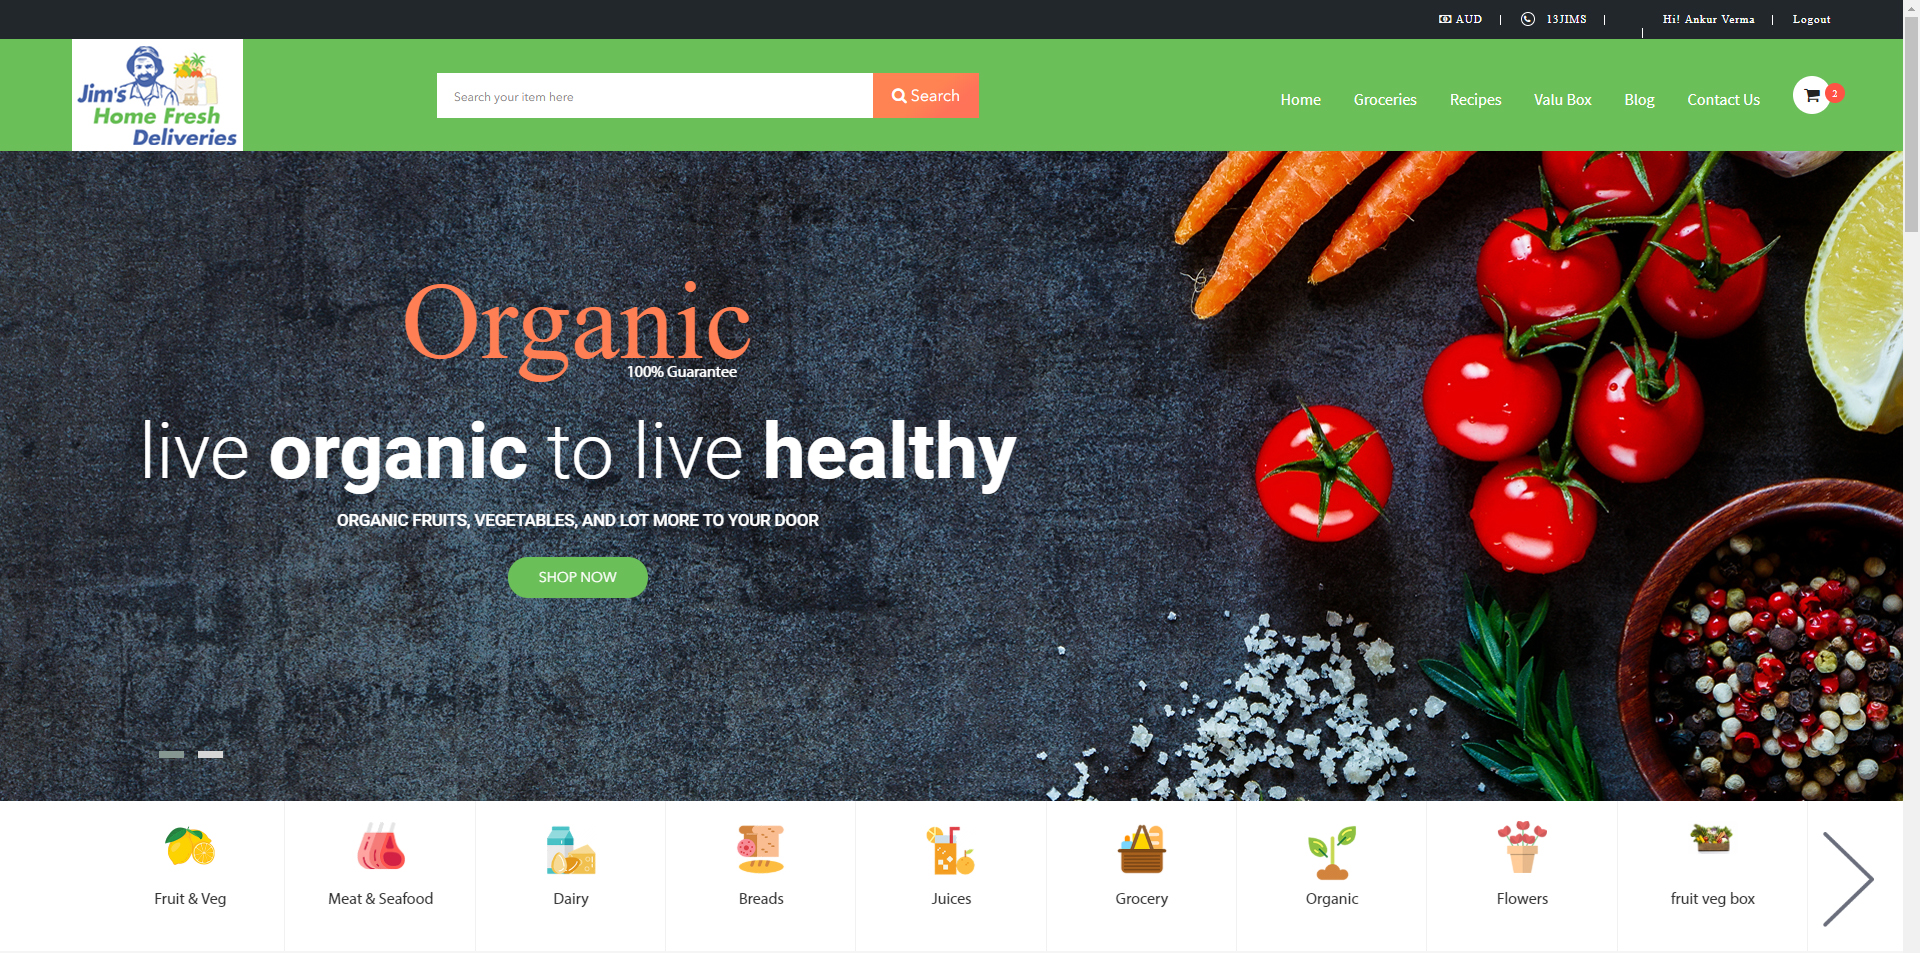 AUD | 13JIMS | | Hi! Ankur Verma | Logout
Jim's
Home Fresh
Deliveries
Search your item here
Search
Home Groceries Recipes Valu Box Blog Contact Us 2
Organic
100% Guarantee
live organic to live healthy
ORGANIC FRUITS, VEGETABLES, AND LOT MORE TO YOUR DOOR
SHOP NOW
Fruit & Veg Meat & Seafood Dairy Breads Juices Grocery Organic Flowers fruit veg box